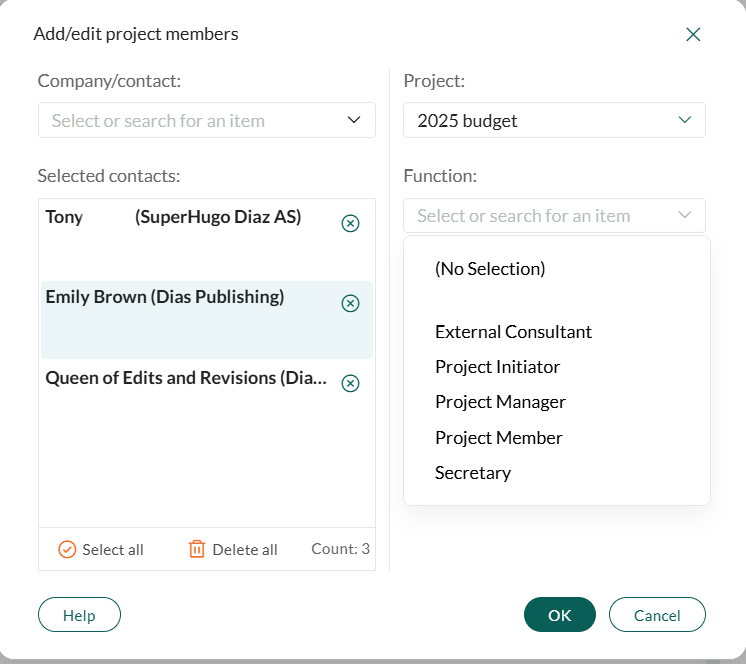 Add/edit project members
Company/contact:
Select or search for an item
Selected contacts:
Tony (SuperHugo Diaz AS)
Emily Brown (Dias Publishing)
Queen of Edits and Revisions (Dia...
Select all
Delete all
Count: 3
Project:
2025 budget
Function:
Select or search for an item
(No Selection)
External Consultant
Project Initiator
Project Manager
Project Member
Secretary
Help
OK
Cancel